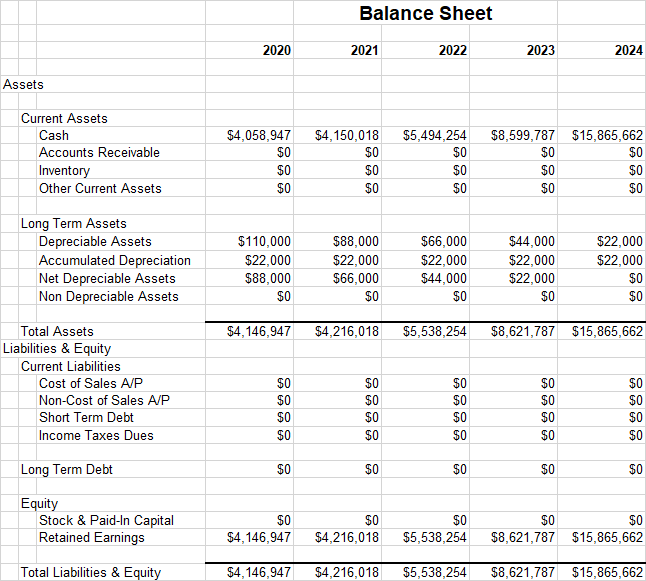 Balance Sheet
2020 2021 2022 2023 2024
Assets
Current Assets
Cash $4,058,947 $4,150,018 $5,494,254 $8,599,787 $15,865,662
Accounts Receivable $0 $0 $0 $0 $0
Inventory $0 $0 $0 $0 $0
Other Current Assets $0 $0 $0 $0 $0
Long Term Assets
Depreciable Assets $110,000 $88,000 $66,000 $44,000 $22,000
Accumulated Depreciation $22,000 $22,000 $22,000 $22,000 $22,000
Net Depreciable Assets $88,000 $66,000 $44,000 $22,000 $0
Non Depreciable Assets $0 $0 $0 $0 $0
Total Assets $4,146,947 $4,216,018 $5,538,254 $8,621,787 $15,865,662
Liabilities & Equity
Current Liabilities
Cost of Sales A/P $0 $0 $0 $0 $0
Non-Cost of Sales A/P $0 $0 $0 $0 $0
Short Term Debt $0 $0 $0 $0 $0
Income Taxes Dues $0 $0 $0 $0 $0
Long Term Debt $0 $0 $0 $0 $0
Equity
Stock & Paid-In Capital $0 $0 $0 $0 $0
Retained Earnings $4,146,947 $4,216,018 $5,538,254 $8,621,787 $15,865,662
Total Liabilities & Equity $4,146,947 $4,216,018 $5,538,254 $8,621,787 $15,865,662